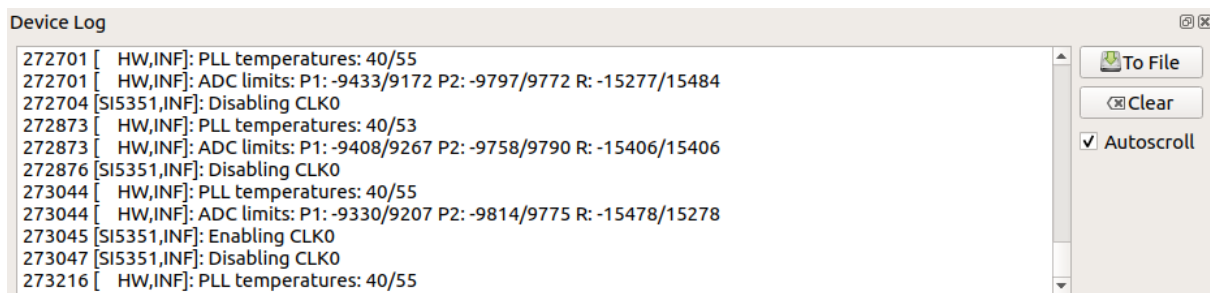 Device Log
272701 [    HW,INF]: PLL temperatures: 40/55
272701 [    HW,INF]: ADC limits: P1: -9433/9172 P2: -9797/9772 R: -15277/15484
272704 [SI5351,INF]: Disabling CLK0
272873 [    HW,INF]: PLL temperatures: 40/53
272873 [    HW,INF]: ADC limits: P1: -9408/9267 P2: -9758/9790 R: -15406/15406
272876 [SI5351,INF]: Disabling CLK0
273044 [    HW,INF]: PLL temperatures: 40/55
273044 [    HW,INF]: ADC limits: P1: -9330/9207 P2: -9814/9775 R: -15478/15278
273045 [SI5351,INF]: Enabling CLK0
273047 [SI5351,INF]: Disabling CLK0
273216 [    HW,INF]: PLL temperatures: 40/55
To File
Clear
Autoscroll